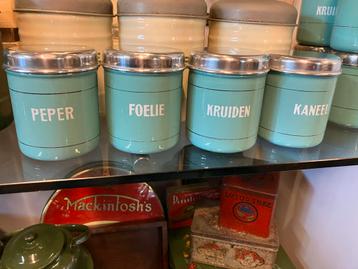 KRUI
PEPER
FOELIE
KRUIDEN
KANEEL
Mackintosh's